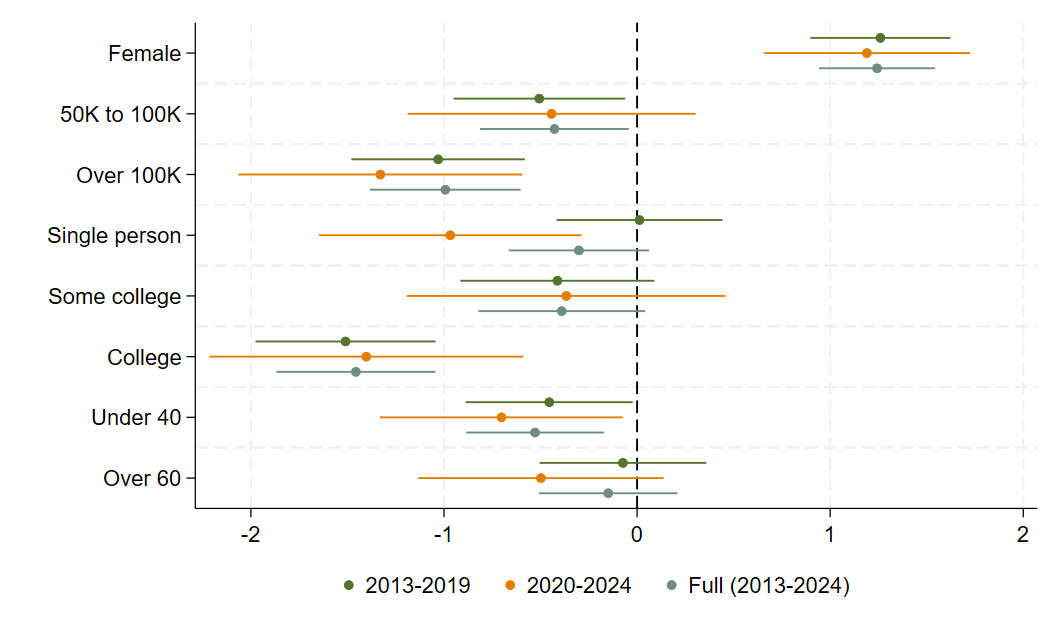 Female
50K to 100K
Over 100K
Single person
Some college
College
Under 40
Over 60
-2 -1 0 1 2
2013-2019 2020-2024 Full (2013-2024)